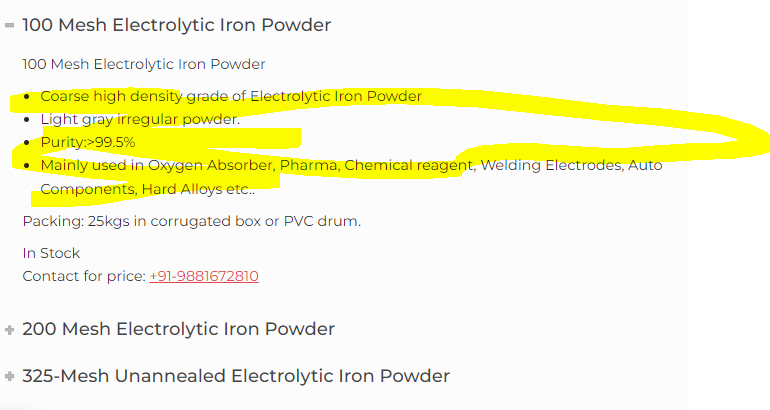 100 Mesh Electrolytic Iron Powder
100 Mesh Electrolytic Iron Powder
Coarse high density grade of Electrolytic Iron Powder
Light gray irregular powder.
Purity:>99.5%
Mainly used in Oxygen Absorber, Pharma, Chemical reagent, Welding Electrodes, Auto
Components, Hard Alloys etc..
Packing: 25kgs in corrugated box or PVC drum.
In Stock
Contact for price: +91-9881672810
200 Mesh Electrolytic Iron Powder
325-Mesh Unannealed Electrolytic Iron Powder